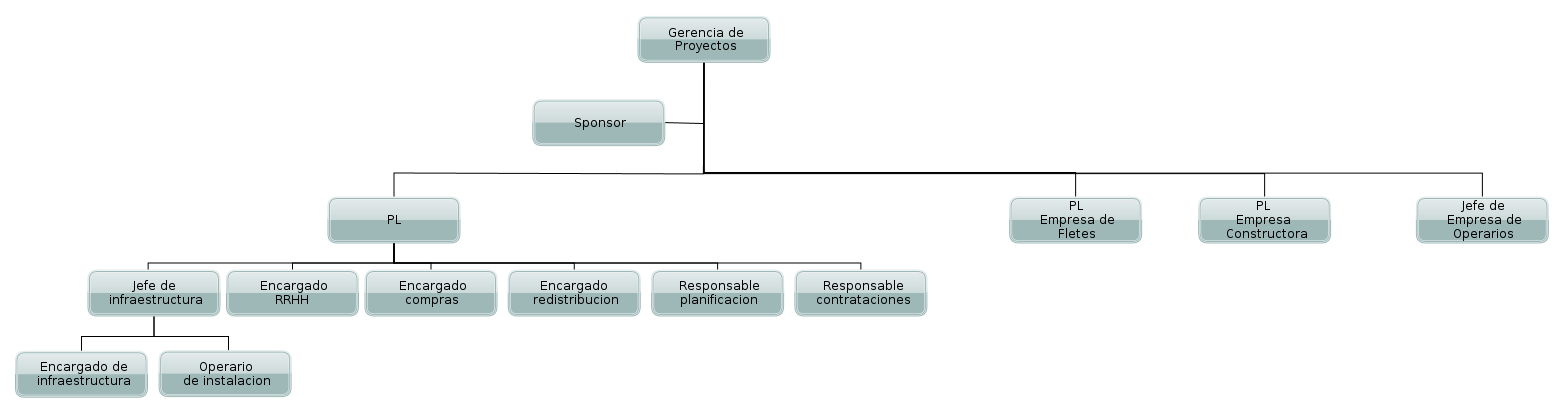 Gerencia de
Proyectos
Sponsor
PL
PL
Empresa de
Fletes
PL
Empresa
Constructora
Jefe de
Empresa de
Operarios
Jefe de
infraestructura
Encargado
RRHH
Encargado
compras
Encargado
redistribucion
Responsable
planificacion
Responsable
contrataciones
Encargado de
infraestructura
Operario
de instalacion